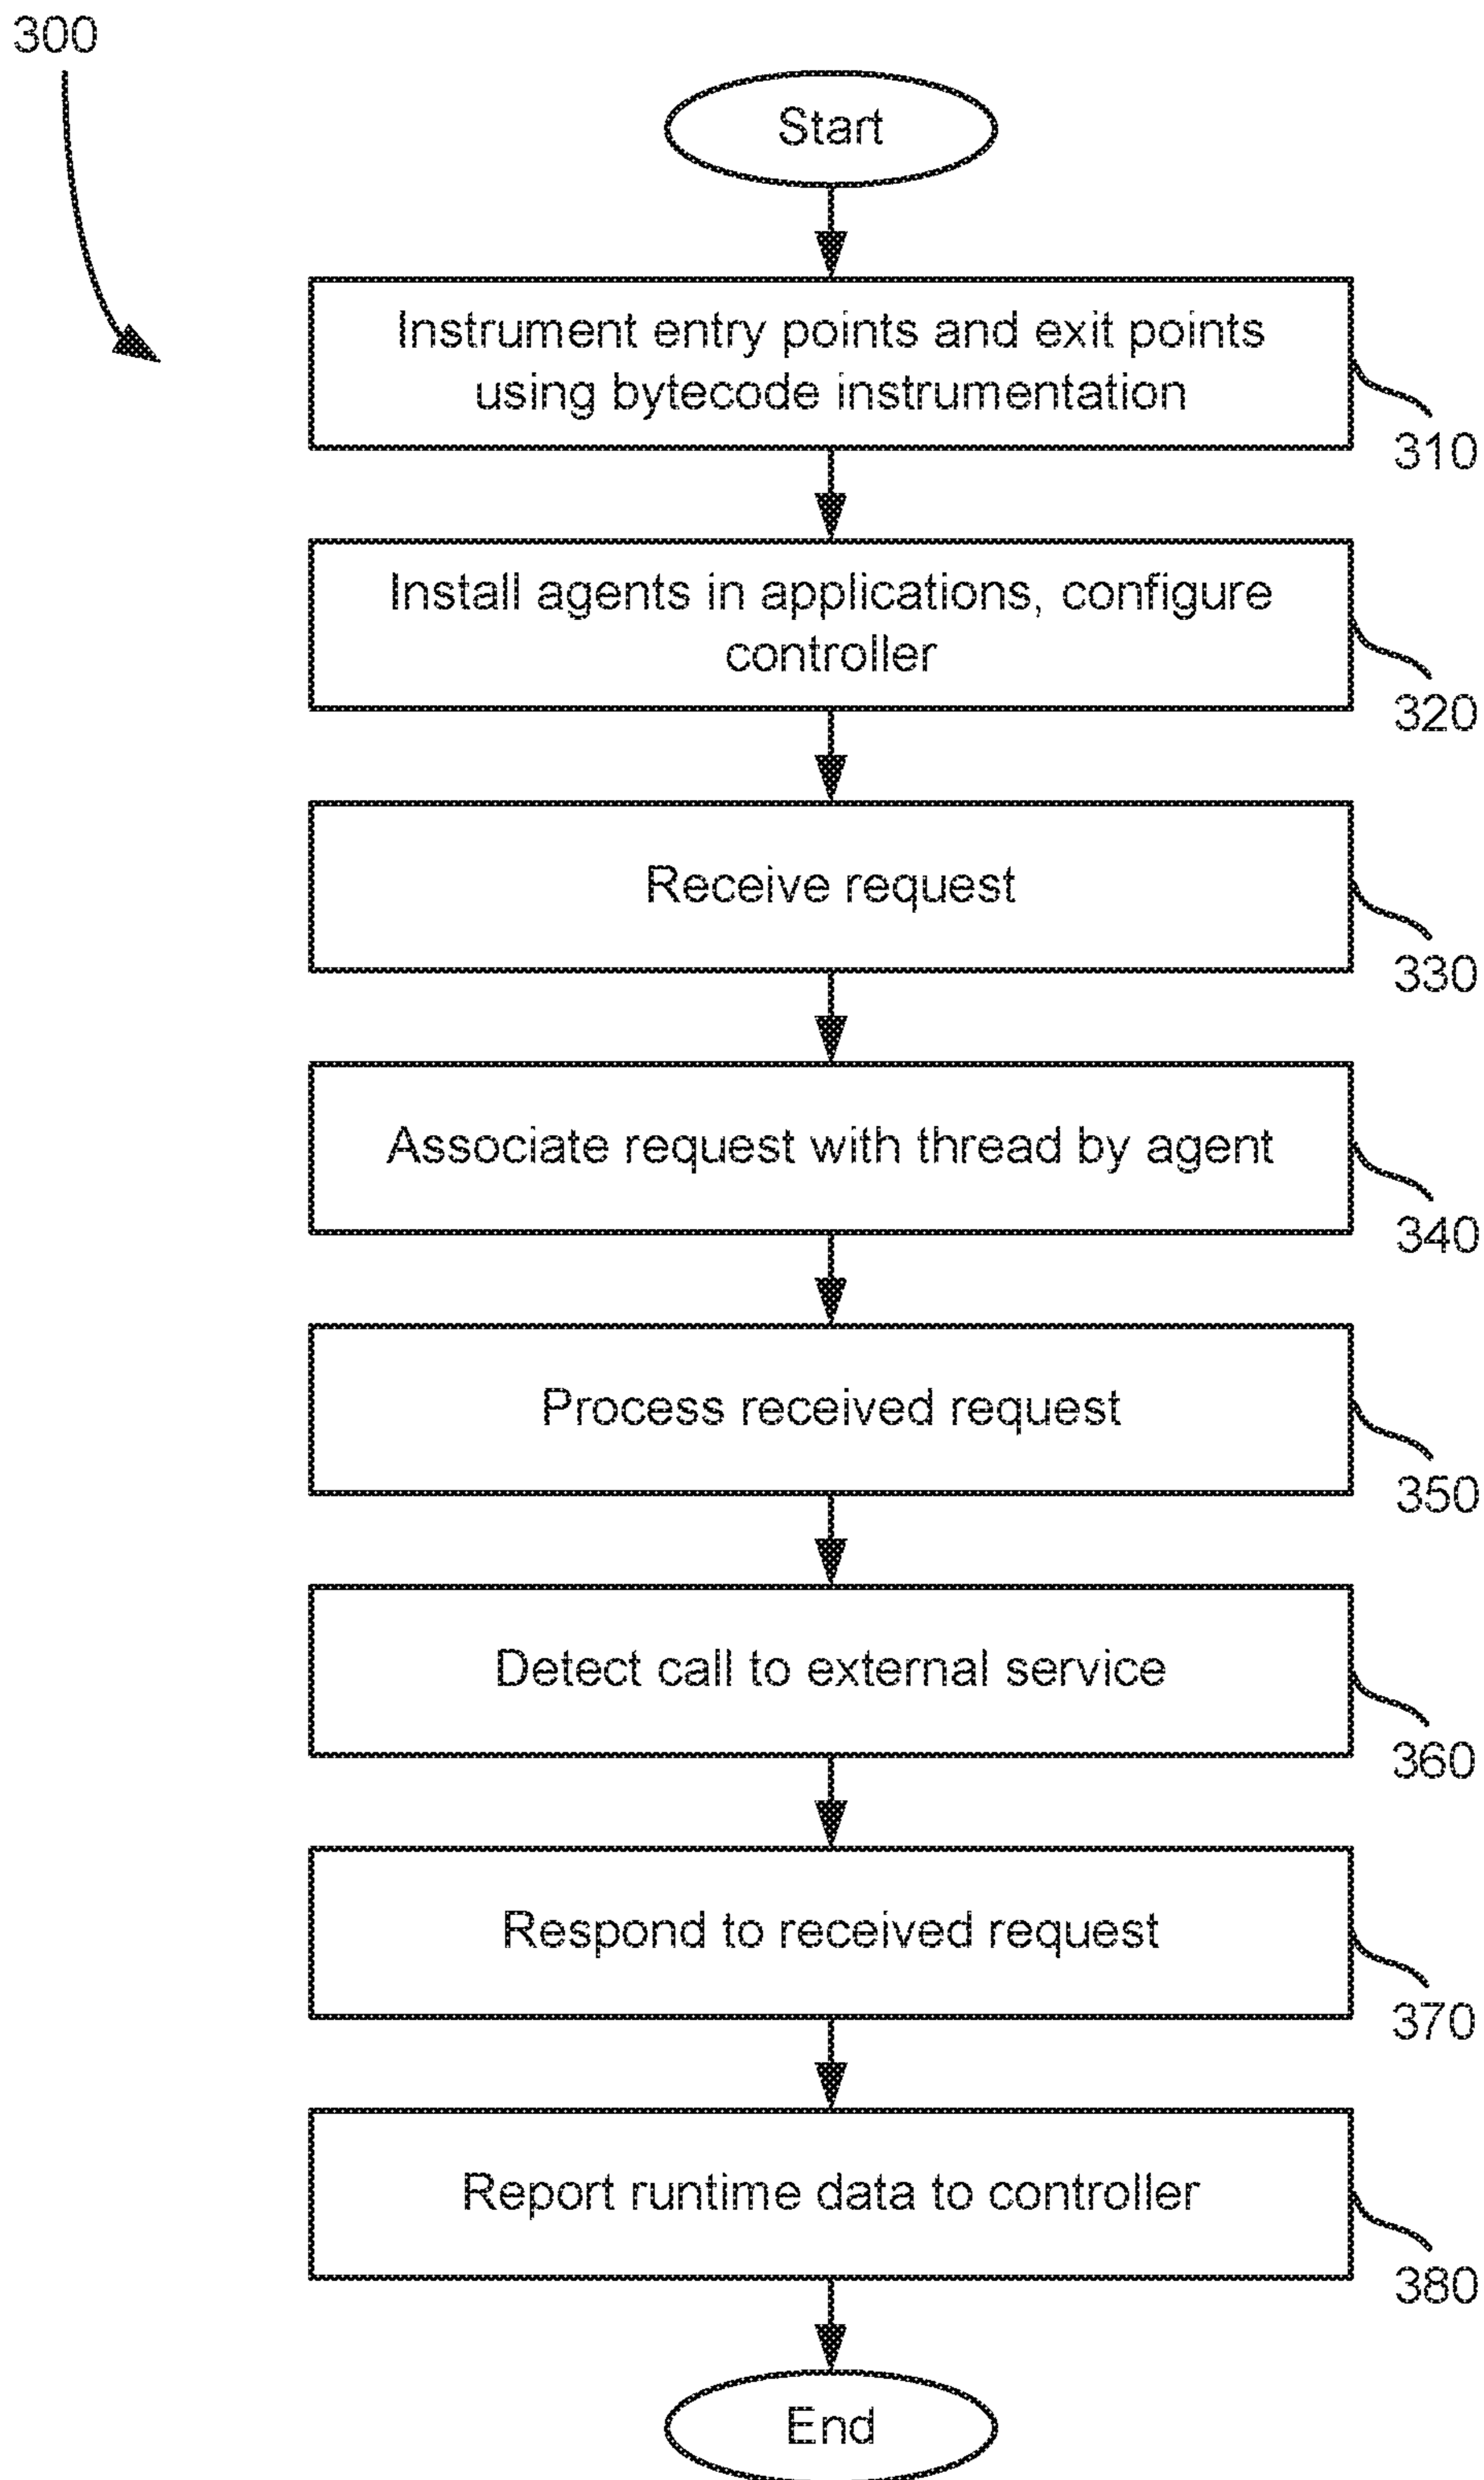 300
Start
Instrument entry points and exit points
using bytecode instrumentation
310
Install agents in applications, configure
controller
320
Receive request
330
Associate request with thread by agent
340
Process received request
350
Detect call to external service
360
Respond to received request
370
Report runtime data to controller
380
End